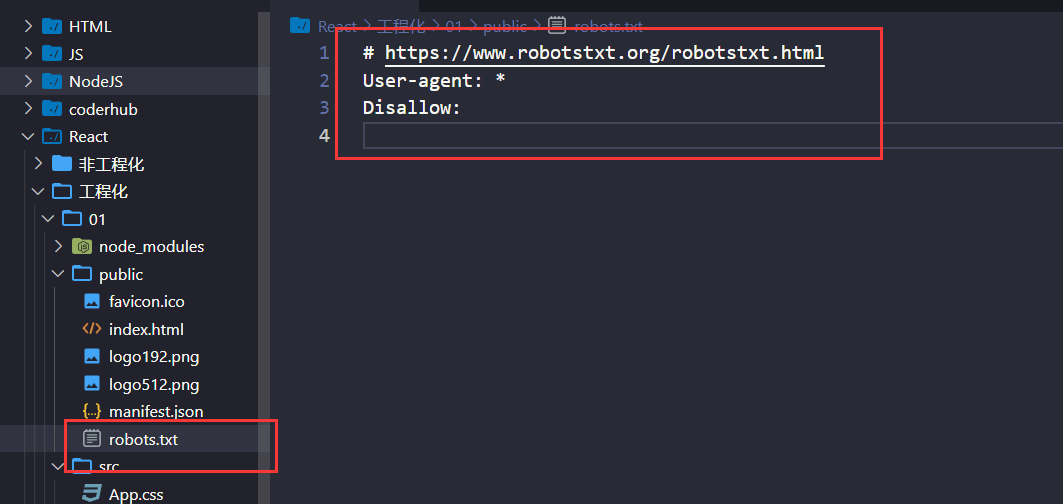 HTML
JS
NodeJS
coderhub
React
非工程化
工程化
01
node_modules
public
favicon.ico
index.html
logo192.png
logo512.png
manifest.json
robots.txt
src
App.css
React > 工程化 > 01 > public > robots.txt
1 # https://www.robotstxt.org/robotstxt.html
2 User-agent: *
3 Disallow:
4